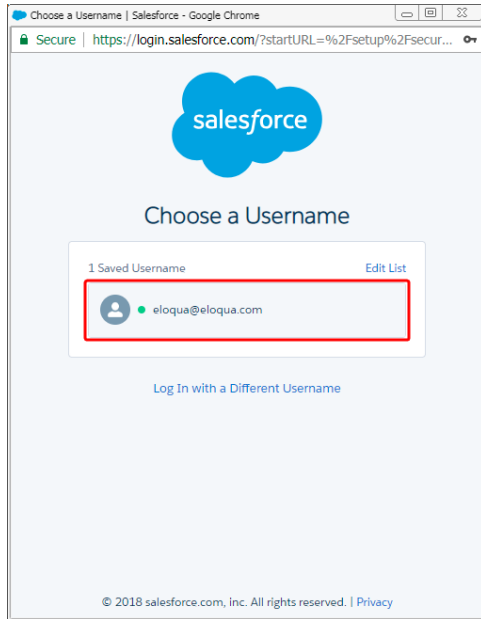 Choose a Username | Salesforce - Google Chrome
Secure | https://login.salesforce.com/?startURL=%2Fsetup%2Fsecur...
salesforce
Choose a Username
1 Saved Username Edit List
eloqua@eloqua.com
Log In with a Different Username
© 2018 salesforce.com, inc. All rights reserved. | Privacy